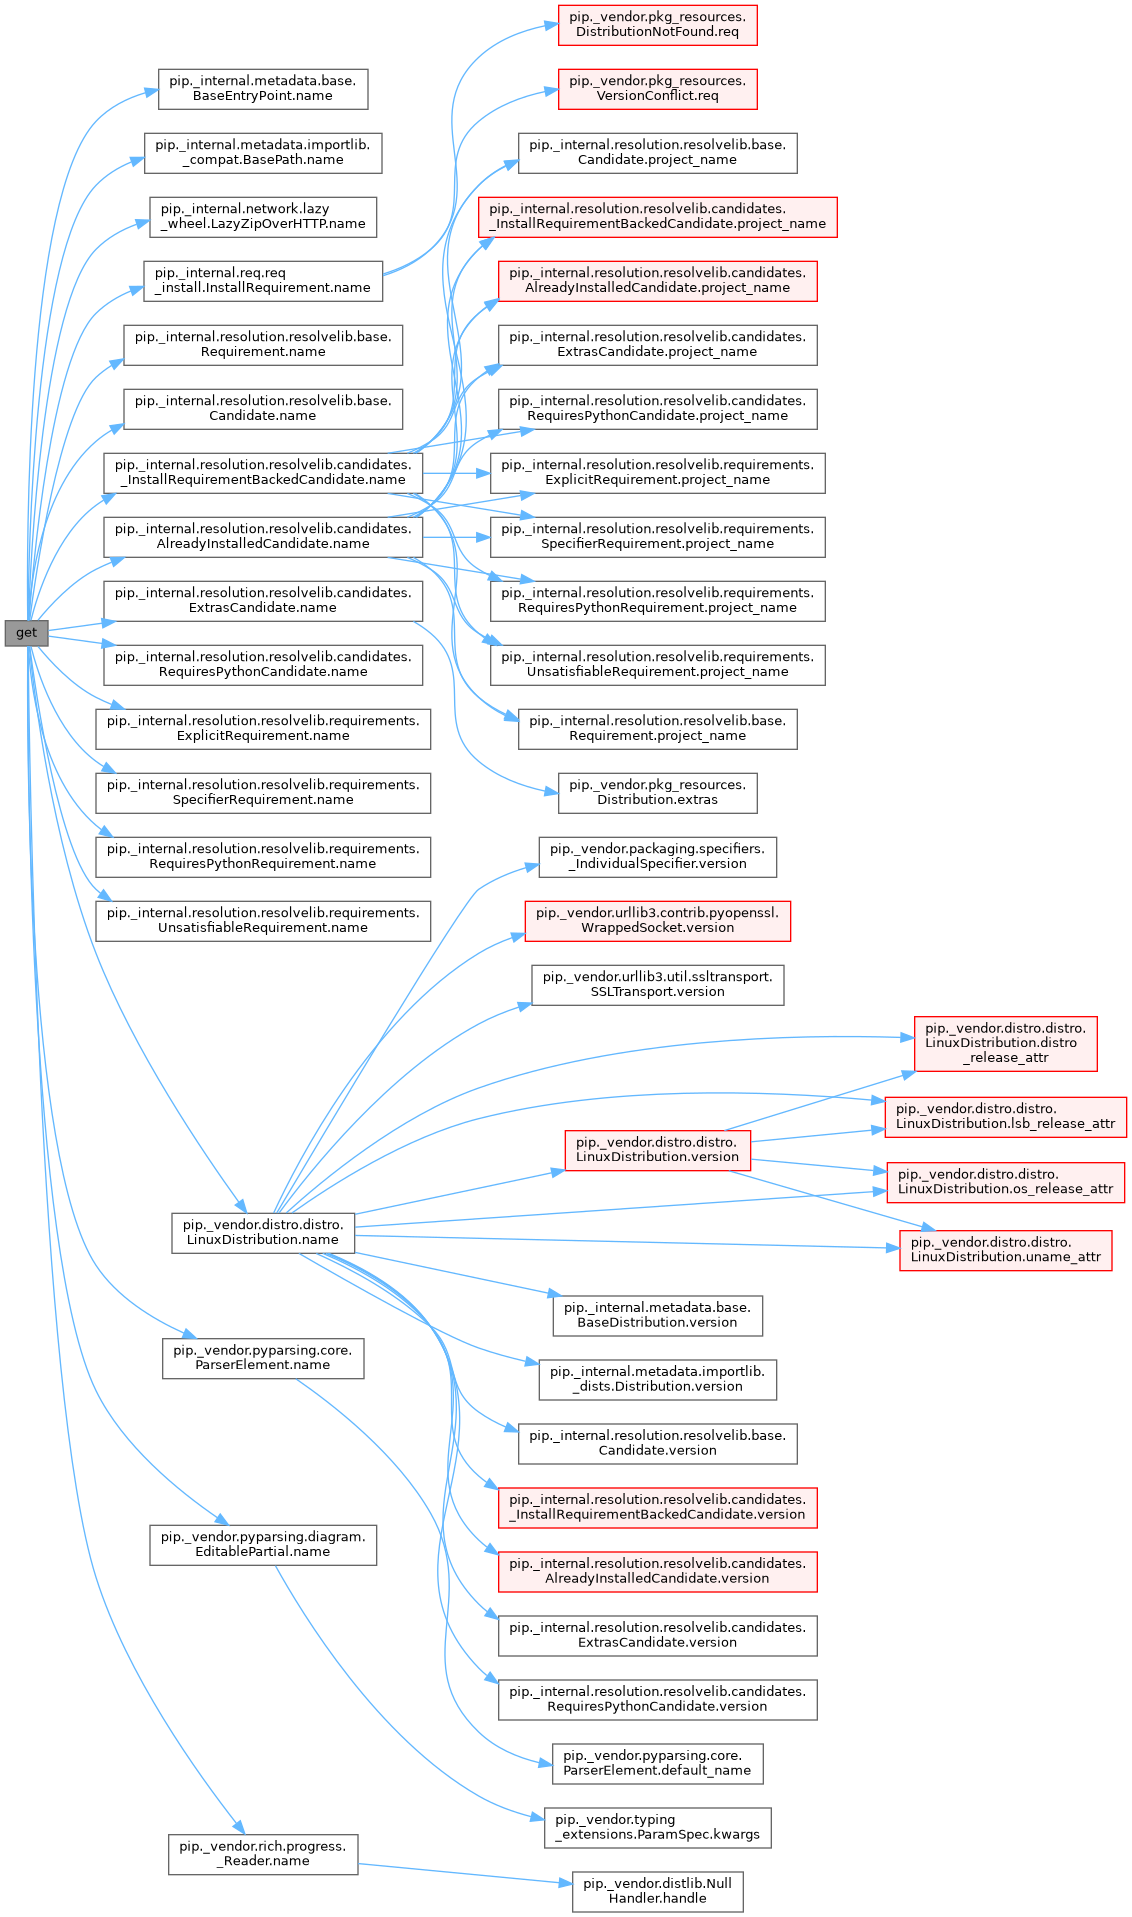 get
pip._internal.metadata.base.
BaseEntryPoint.name
pip._internal.metadata.importlib.
_compat.BasePath.name
pip._internal.network.lazy
_wheel.LazyZipOverHTTP.name
pip._internal.req.req
_install.InstallRequirement.name
pip._internal.resolution.resolvelib.base.
Requirement.name
pip._internal.resolution.resolvelib.base.
Candidate.name
pip._internal.resolution.resolvelib.candidates.
_InstallRequirementBackedCandidate.name
pip._internal.resolution.resolvelib.candidates.
AlreadyInstalledCandidate.name
pip._internal.resolution.resolvelib.candidates.
ExtrasCandidate.name
pip._internal.resolution.resolvelib.candidates.
RequiresPythonCandidate.name
pip._internal.resolution.resolvelib.requirements.
ExplicitRequirement.name
pip._internal.resolution.resolvelib.requirements.
SpecifierRequirement.name
pip._internal.resolution.resolvelib.requirements.
RequiresPythonRequirement.name
pip._internal.resolution.resolvelib.requirements.
UnsatisfiableRequirement.name
pip._vendor.distro.distro.
LinuxDistribution.name
pip._vendor.pyparsing.core.
ParserElement.name
pip._vendor.pyparsing.diagram.
EditablePartial.name
pip._vendor.rich.progress.
_Reader.name
pip._vendor.pkg_resources.
DistributionNotFound.req
pip._vendor.pkg_resources.
VersionConflict.req
pip._internal.resolution.resolvelib.base.
Candidate.project_name
pip._internal.resolution.resolvelib.candidates.
_InstallRequirementBackedCandidate.project_name
pip._internal.resolution.resolvelib.candidates.
AlreadyInstalledCandidate.project_name
pip._internal.resolution.resolvelib.candidates.
ExtrasCandidate.project_name
pip._internal.resolution.resolvelib.candidates.
RequiresPythonCandidate.project_name
pip._internal.resolution.resolvelib.requirements.
ExplicitRequirement.project_name
pip._internal.resolution.resolvelib.requirements.
SpecifierRequirement.project_name
pip._internal.resolution.resolvelib.requirements.
RequiresPythonRequirement.project_name
pip._internal.resolution.resolvelib.requirements.
UnsatisfiableRequirement.project_name
pip._internal.resolution.resolvelib.base.
Requirement.project_name
pip._vendor.pkg_resources.
Distribution.extras
pip._vendor.packaging.specifiers.
_IndividualSpecifier.version
pip._vendor.urllib3.contrib.pyopenssl.
WrappedSocket.version
pip._vendor.urllib3.util.ssltransport.
SSLTransport.version
pip._vendor.distro.distro.
LinuxDistribution.version
pip._internal.metadata.base.
BaseDistribution.version
pip._internal.metadata.importlib.
_dists.Distribution.version
pip._internal.resolution.resolvelib.base.
Candidate.version
pip._internal.resolution.resolvelib.candidates.
_InstallRequirementBackedCandidate.version
pip._internal.resolution.resolvelib.candidates.
AlreadyInstalledCandidate.version
pip._internal.resolution.resolvelib.candidates.
ExtrasCandidate.version
pip._internal.resolution.resolvelib.candidates.
RequiresPythonCandidate.version
pip._vendor.pyparsing.core.
ParserElement.default_name
pip._vendor.typing
_extensions.ParamSpec.kwargs
pip._vendor.distlib.Null
Handler.handle
pip._vendor.distro.distro.
LinuxDistribution.distro
_release_attr
pip._vendor.distro.distro.
LinuxDistribution.lsb_release_attr
pip._vendor.distro.distro.
LinuxDistribution.os_release_attr
pip._vendor.distro.distro.
LinuxDistribution.uname_attr